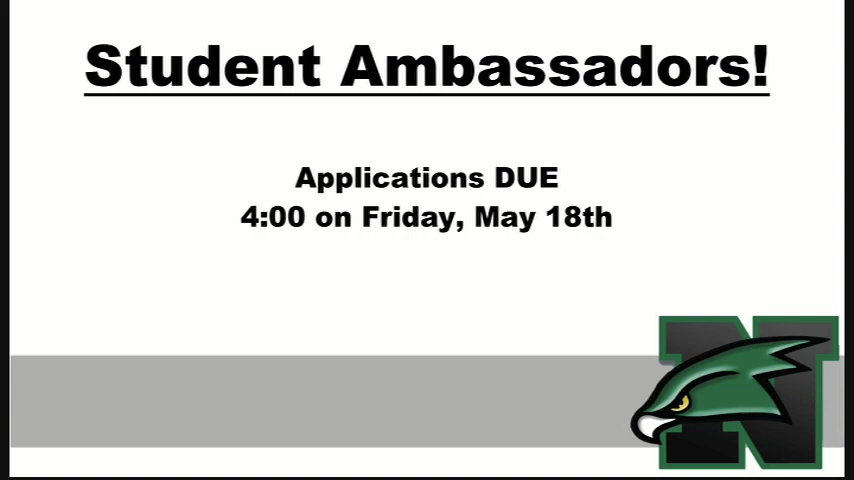 Student Ambassadors!
Applications DUE
4:00 on Friday, May 18th
N